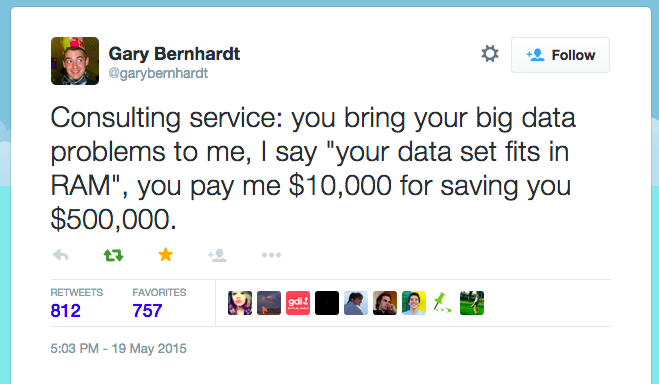 Gary Bernhardt
@garybernhardt
Follow
Consulting service: you bring your big data
problems to me, I say "your data set fits in
RAM", you pay me $10,000 for saving you
$500,000.
RETWEETS
812
FAVORITES
757
gdi
5:03 PM - 19 May 2015